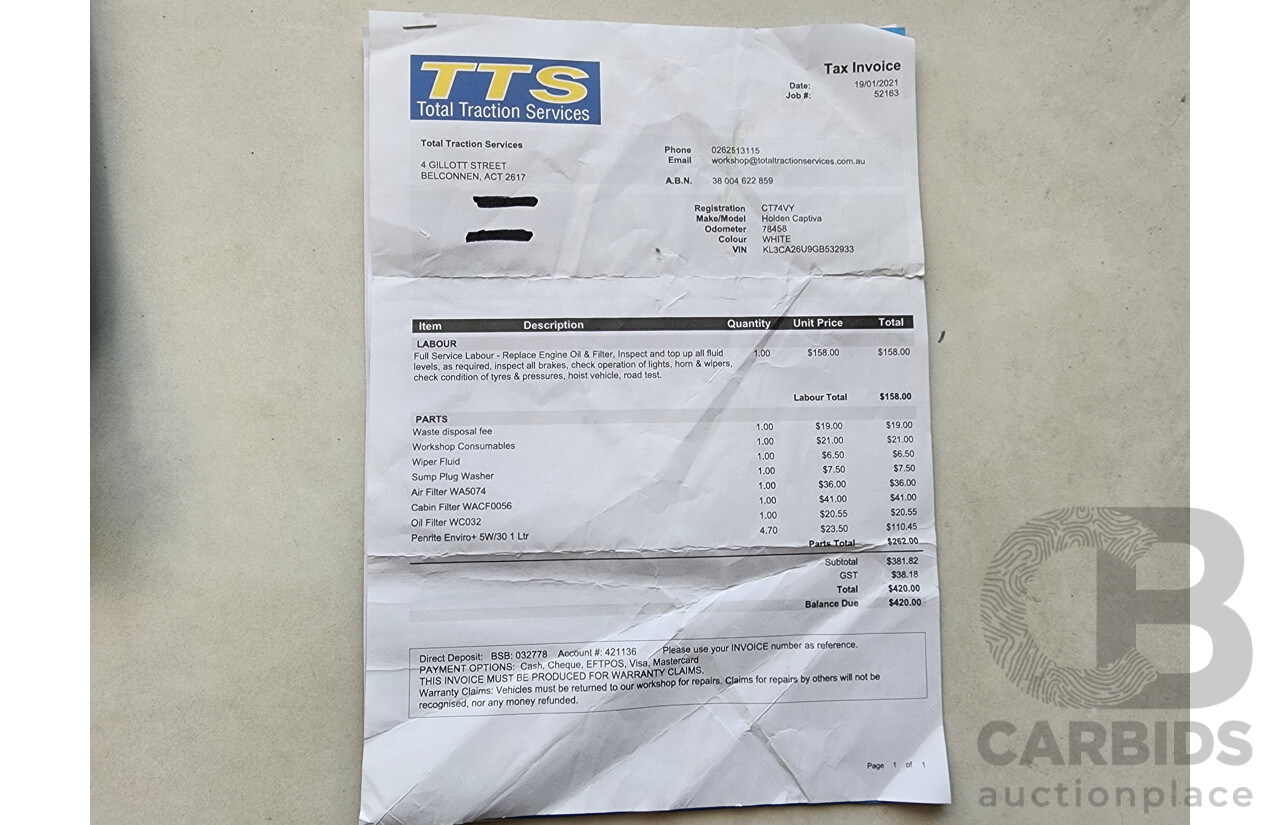 TTS
Total Traction Services
Tax Invoice
Date: 19/01/2021
Job #: 52163
Total Traction Services
4 GILLOTT STREET
BELCONNEN, ACT 2617
Phone 0262513115
Email workshop@totaltractionservices.com.au
A.B.N. 38 004 622 859
Registration CT74VY
Make/Model Holden Captiva
Odometer 78458
Colour WHITE
VIN KL3CA26U9GB532933
Item Description Quantity Unit Price Total
LABOUR
Full Service Labour - Replace Engine Oil & Filter, Inspect and top up all fluid 1.00 $158.00 $158.00
levels, as required, inspect all brakes, check operation of lights, horn & wipers,
check condition of tyres & pressures, hoist vehicle, road test.
Labour Total $158.00
PARTS
Waste disposal fee 1.00 $19.00 $19.00
Workshop Consumables 1.00 $21.00 $21.00
Wiper Fluid 1.00 $6.50 $6.50
Sump Plug Washer 1.00 $7.50 $7.50
Air Filter WA5074 1.00 $36.00 $36.00
Cabin Filter WACF0056 1.00 $41.00 $41.00
Oil Filter WC032 1.00 $20.55 $20.55
Penrite Enviro+ 5W/30 1 Ltr 4.70 $23.50 $110.45
Parts Total $262.00
Subtotal $381.82
GST $38.18
Total $420.00
Balance Due $420.00
Direct Deposit: BSB: 032778 Account #: 421136 Please use your INVOICE number as reference.
PAYMENT OPTIONS: Cash, Cheque, EFTPOS, Visa, Mastercard
THIS INVOICE MUST BE PRODUCED FOR WARRANTY CLAIMS.
Warranty Claims: Vehicles must be returned to our workshop for repairs. Claims for repairs by others will not be
recognised, nor any money refunded.
Page 1 of 1
CB
CARBIDS
auctionplace